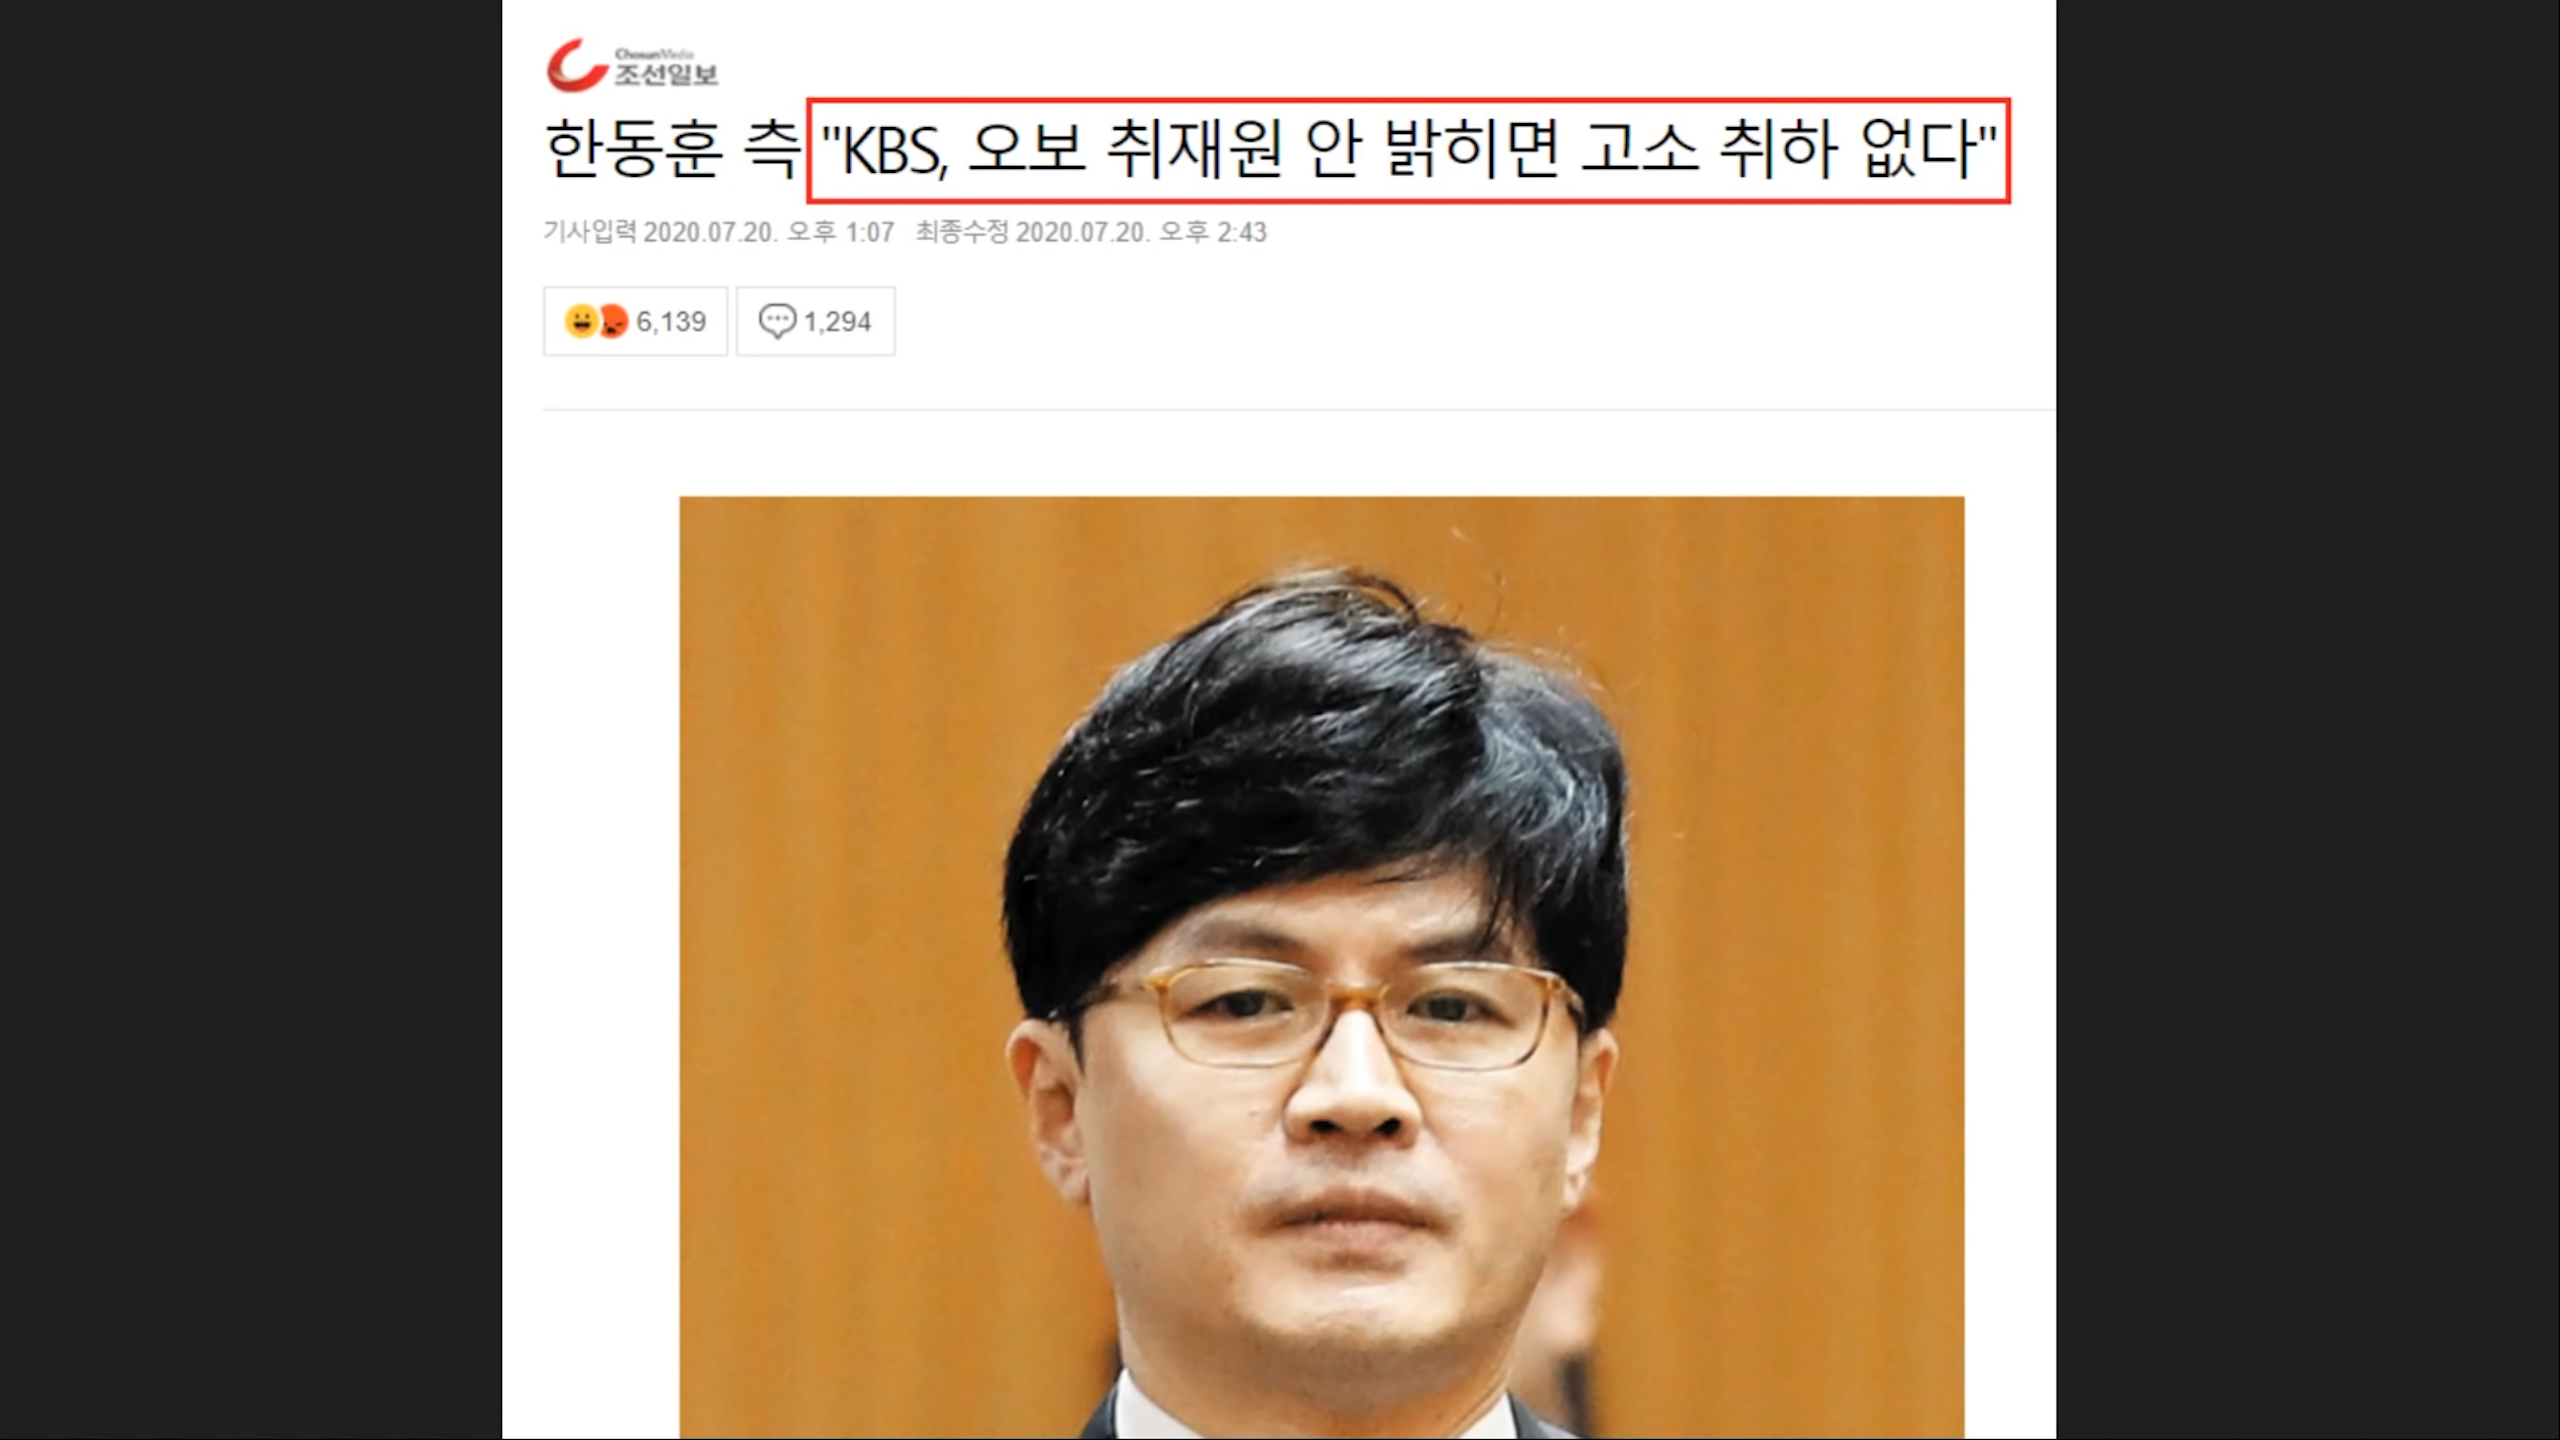 ChosunMedia
조선일보
한동훈 측 "KBS, 오보 취재원 안 밝히면 고소 취하 없다"
기사입력 2020.07.20. 오후 1:07 최종수정 2020.07.20. 오후 2:43
6,139 1,294